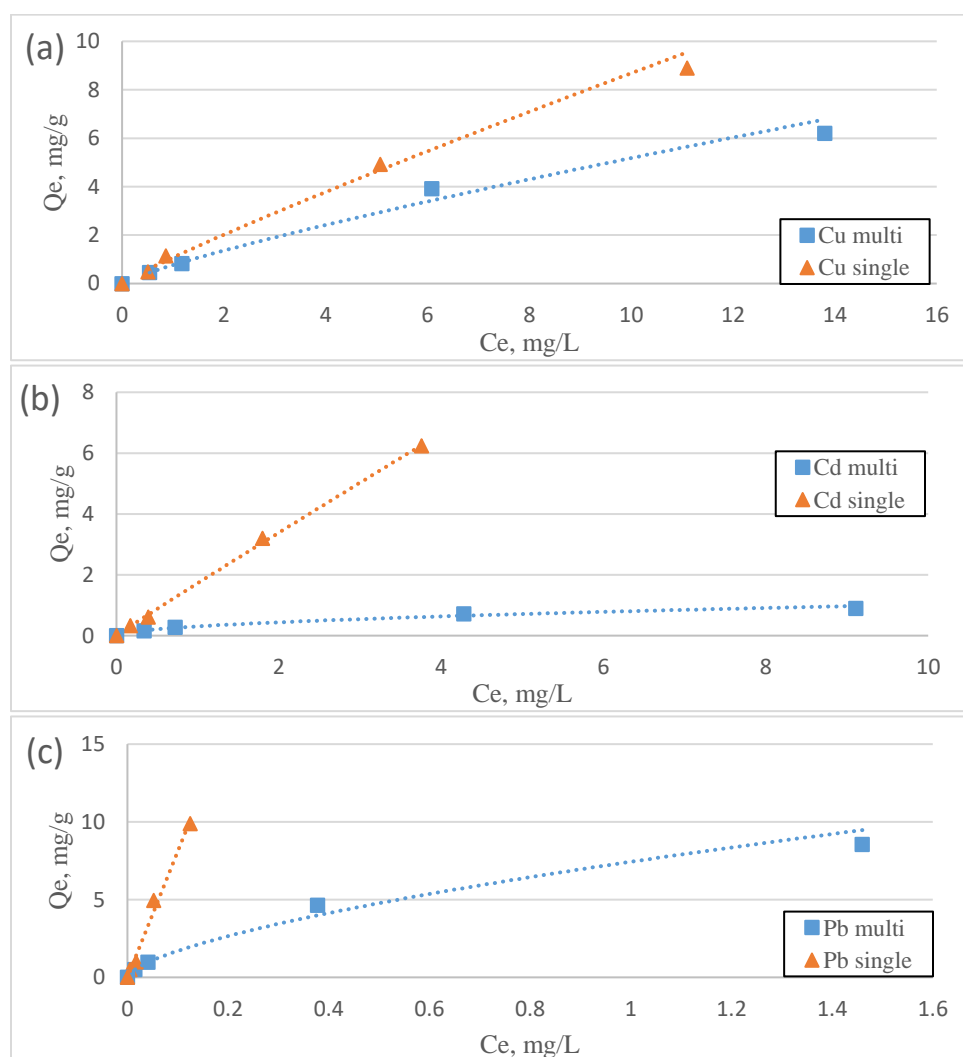 (a)
10
8
6
4
2
0
Qe, mg/g
Cu multi
Cu single
0 2 4 6 8 10 12 14 16
Ce, mg/L
(b)
8
6
4
2
0
Qe, mg/g
Cd multi
Cd single
0 2 4 6 8 10
Ce, mg/L
(c)
15
10
5
0
Qe, mg/g
Pb multi
Pb single
0 0.2 0.4 0.6 0.8 1 1.2 1.4 1.6
Ce, mg/L